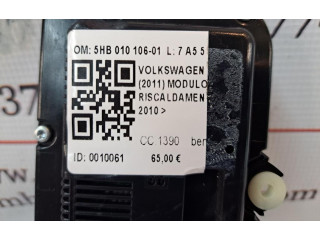 OM: 5HB 010 106-01 L: 7 A5 5
VOLKSWAGEN
(2011) MODULO
RISCALDAMEN
2010 >
CC 1390 ben
ID: 0010061
65,00 €